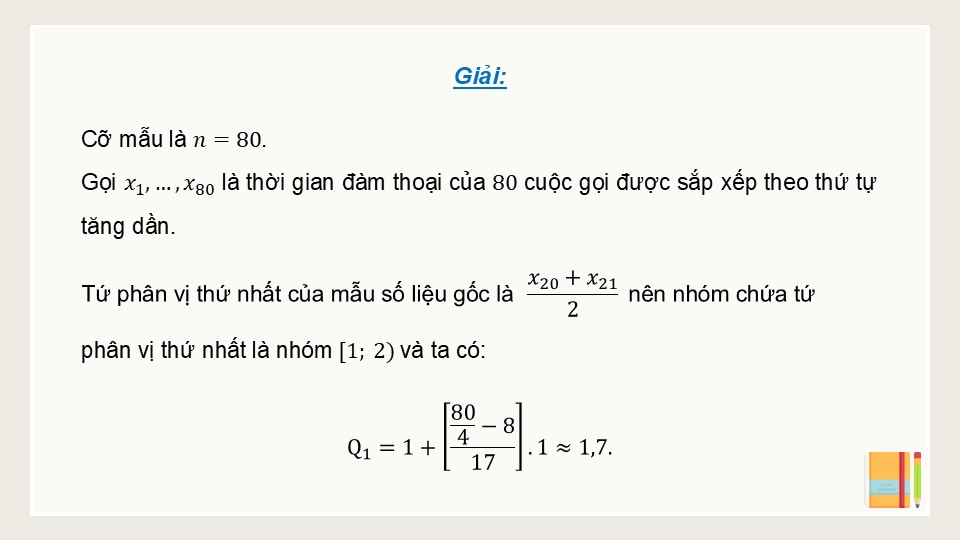 Giải:
Cỡ mẫu là 𝑛 = 80.
Gọi 𝑥₁, … , 𝑥₈₀ là thời gian đàm thoại của 80 cuộc gọi được sắp xếp theo thứ tự
tăng dần.
Tứ phân vị thứ nhất của mẫu số liệu gốc là (𝑥₂₀ + 𝑥₂₁)/2 nên nhóm chứa tứ
phân vị thứ nhất là nhóm [1; 2) và ta có:
Q₁ = 1 + [(80/4 − 8)/17] . 1 ≈ 1,7.